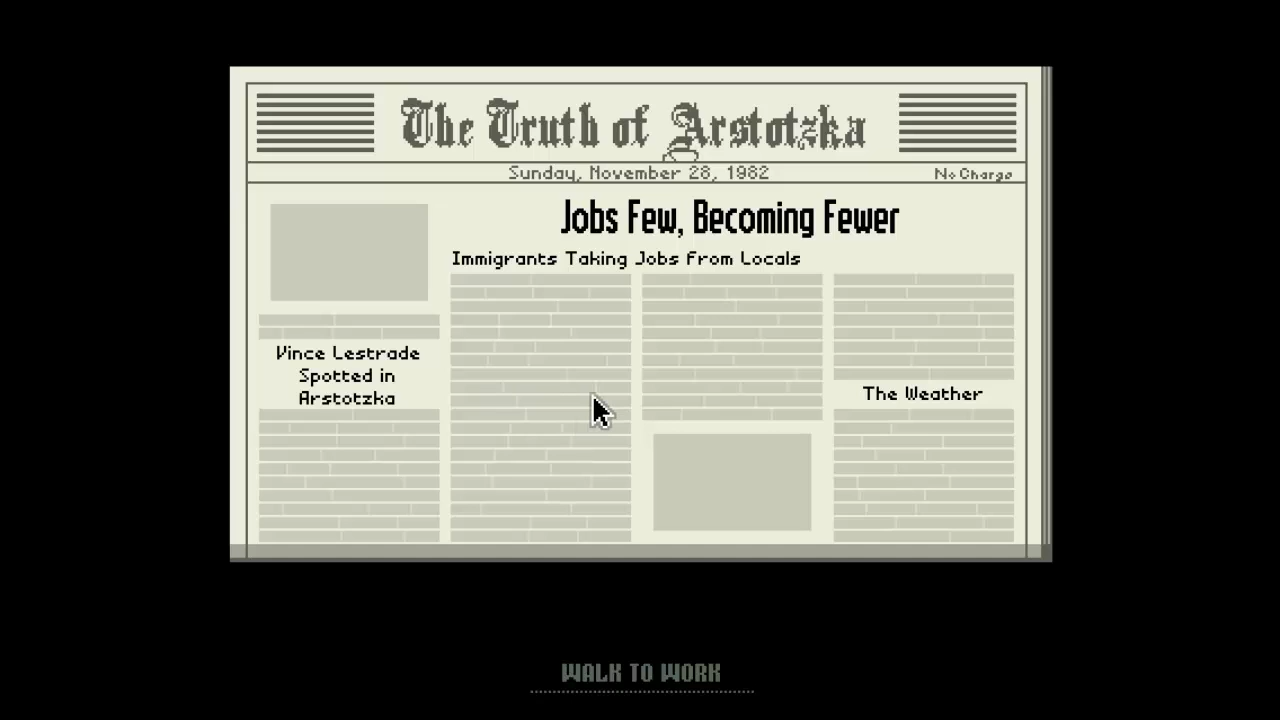 The Truth of Arstotzka
Sunday, November 28, 1982
No Charge
Jobs Few, Becoming Fewer
Immigrants Taking Jobs From Locals
Vince Lestrade
Spotted in
Arstotzka
The Weather
WALK TO WORK